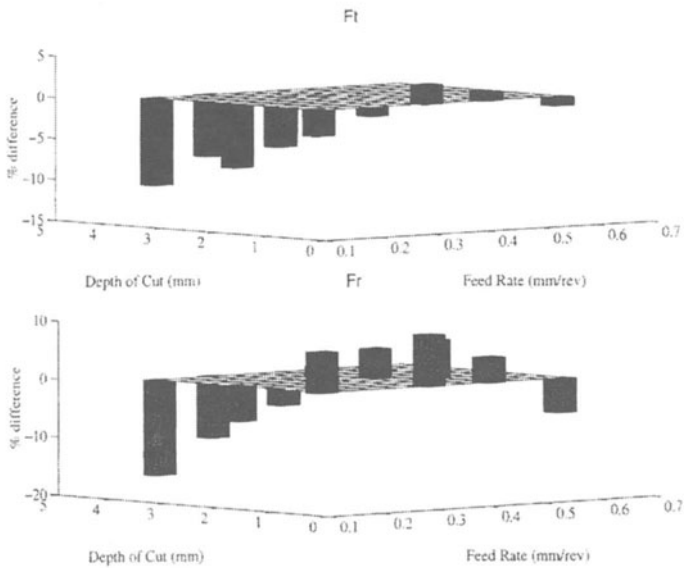 Ft
5
0
-5
-10
-15
% difference
5 4 3 2 1 0 0.1 0.2 0.3 0.4 0.5 0.6 0.7
Depth of Cut (mm) Feed Rate (mm/rev)
Fr
10
0
-10
-20
% difference
5 4 3 2 1 0 0.1 0.2 0.3 0.4 0.5 0.6 0.7
Depth of Cut (mm) Feed Rate (mm/rev)